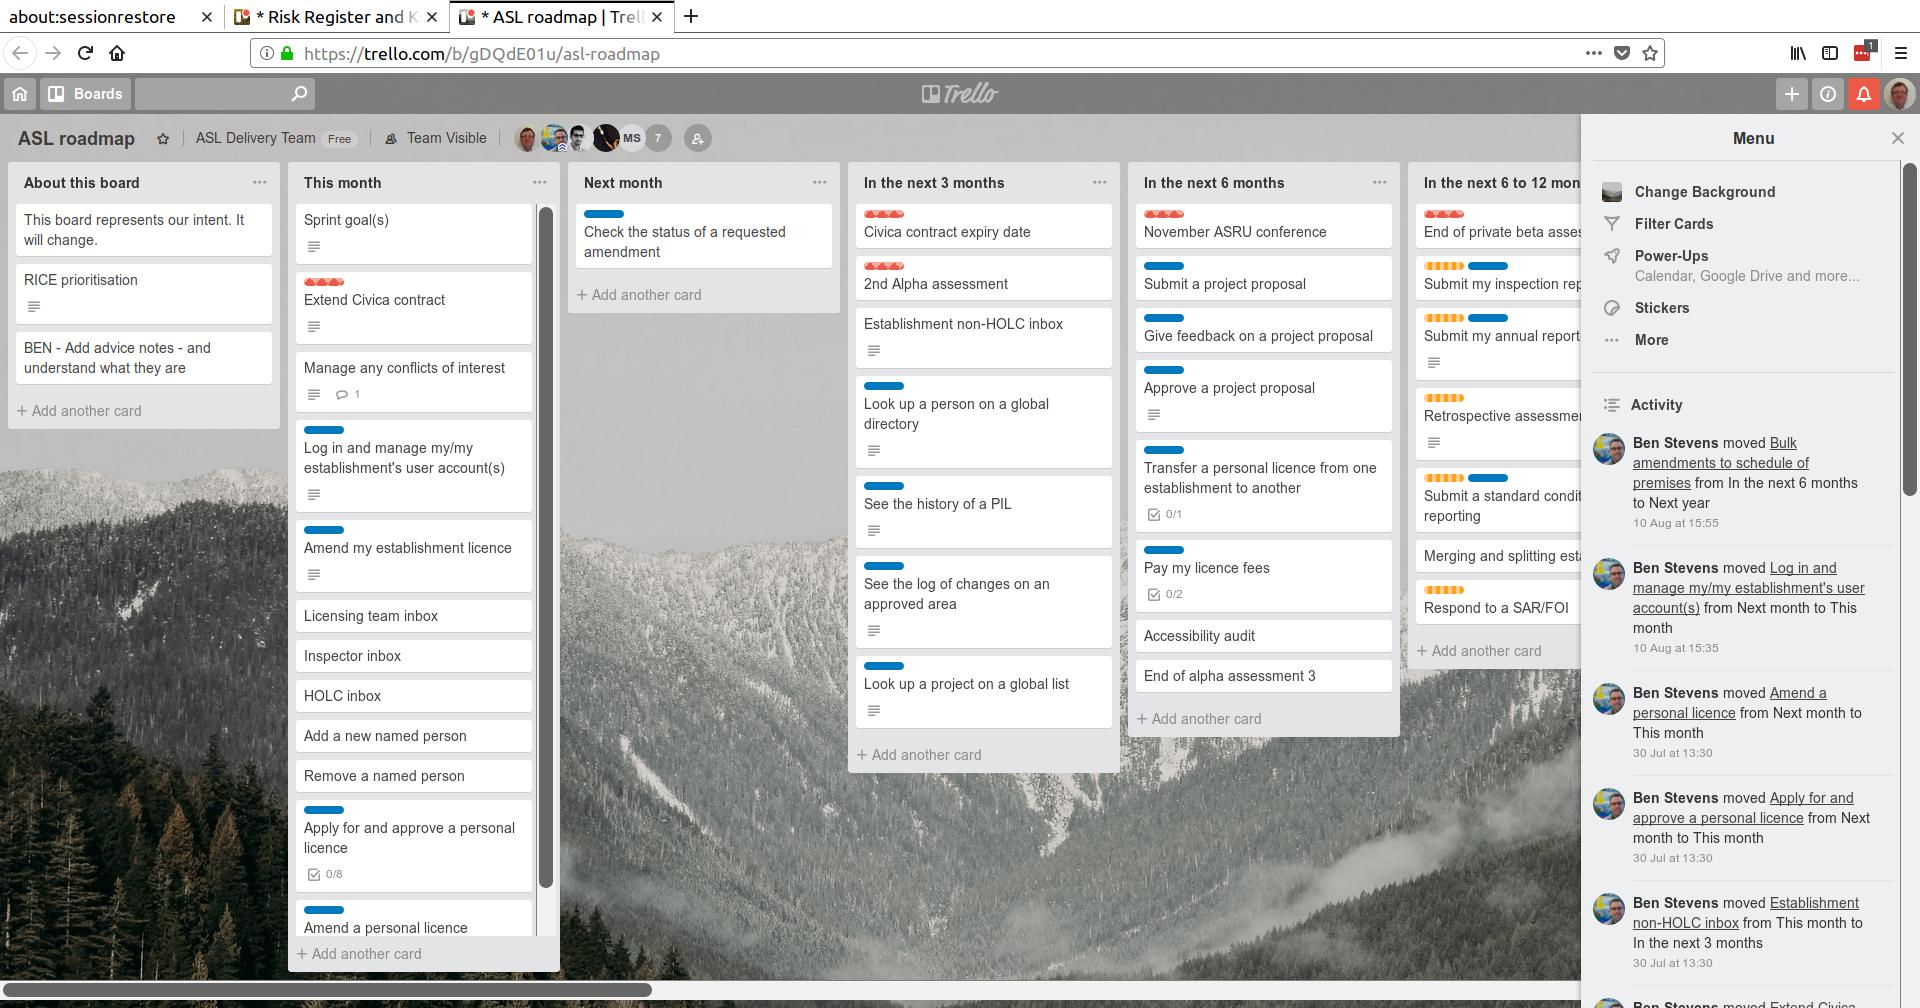 about:sessionrestore
* Risk Register and K
* ASL roadmap | Trel
https://trello.com/b/gDQdE01u/asl-roadmap
1
Boards
Trello
ASL roadmap
ASL Delivery Team
Free
Team Visible
MS
7
About this board
This board represents our intent. It
will change.
RICE prioritisation
BEN - Add advice notes - and
understand what they are
+ Add another card
This month
Sprint goal(s)
Extend Civica contract
Manage any conflicts of interest
1
Log in and manage my/my
establishment's user account(s)
Amend my establishment licence
Licensing team inbox
Inspector inbox
HOLC inbox
Add a new named person
Remove a named person
Apply for and approve a personal
licence
0/8
Amend a personal licence
+ Add another card
Next month
Check the status of a requested
amendment
+ Add another card
In the next 3 months
Civica contract expiry date
2nd Alpha assessment
Establishment non-HOLC inbox
Look up a person on a global
directory
See the history of a PIL
See the log of changes on an
approved area
Look up a project on a global list
+ Add another card
In the next 6 months
November ASRU conference
Submit a project proposal
Give feedback on a project proposal
Approve a project proposal
Transfer a personal licence from one
establishment to another
0/1
Pay my licence fees
0/2
Accessibility audit
End of alpha assessment 3
+ Add another card
In the next 6 to 12 mon
End of private beta asses
Submit my inspection rep
Submit my annual report
Retrospective assessmer
Submit a standard condit
reporting
Merging and splitting esta
Respond to a SAR/FOI
+ Add another card
Menu
Change Background
Filter Cards
Power-Ups
Calendar, Google Drive and more...
Stickers
More
Activity
Ben Stevens moved Bulk
amendments to schedule of
premises from In the next 6 months
to Next year
10 Aug at 15:55
Ben Stevens moved Log in and
manage my/my establishment's user
account(s) from Next month to This
month
10 Aug at 15:35
Ben Stevens moved Amend a
personal licence from Next month to
This month
30 Jul at 13:30
Ben Stevens moved Apply for and
approve a personal licence from Next
month to This month
30 Jul at 13:30
Ben Stevens moved Establishment
non-HOLC inbox from This month to
In the next 3 months
30 Jul at 13:30
Ben Stevens moved Extend Civica